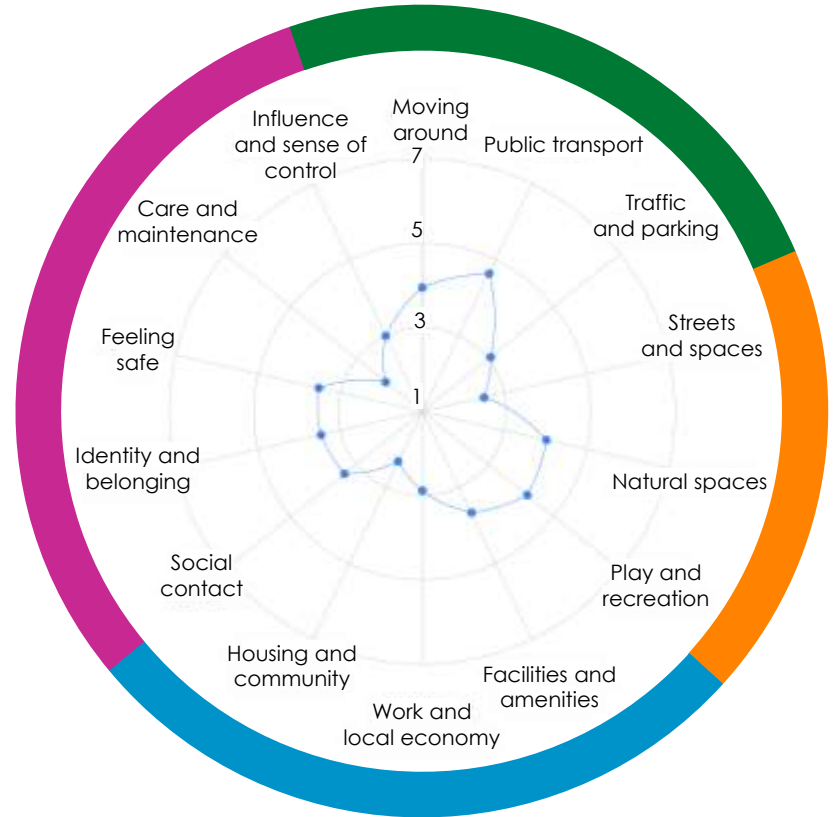 Moving
around
Public transport
Traffic
and parking
Streets
and spaces
Natural spaces
Play and
recreation
Facilities and
amenities
Work and
local economy
Housing and
community
Social
contact
Identity and
belonging
Feeling
safe
Care and
maintenance
Influence
and sense of
control
7
5
3
1